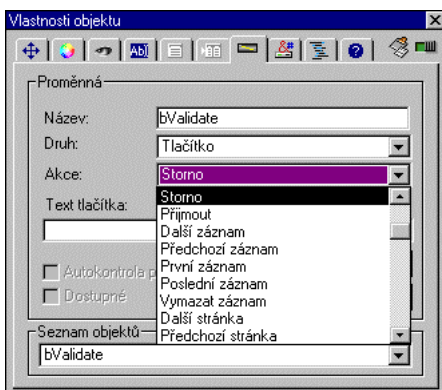 Vlastnosti objektu
Proměnná
Název: bValidate
Druh: Tlačítko
Akce: Storno
Text tlačítka:
Storno
Přijmout
Další záznam
Předchozí záznam
První záznam
Poslední záznam
Vymazat záznam
Další stránka
Předchozí stránka
Autokontrola
Dostupné
Seznam objektů
bValidate